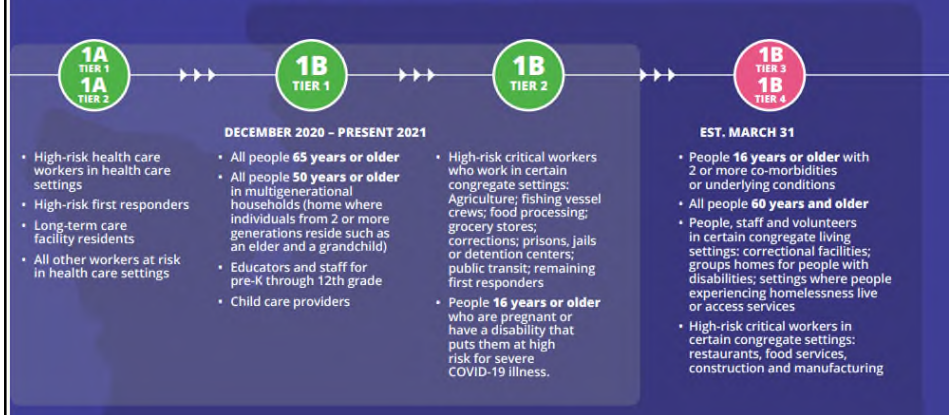 1A
TIER 1
1A
TIER 2
1B
TIER 1
1B
TIER 2
1B
TIER 3
1B
TIER 4
DECEMBER 2020 – PRESENT 2021
EST. MARCH 31
• High-risk health care
workers in health care
settings
• High-risk first responders
• Long-term care
facility residents
• All other workers at risk
in health care settings
• All people 65 years or older
• All people 50 years or older
in multigenerational
households (home where
individuals from 2 or more
generations reside such as
an elder and a grandchild)
• Educators and staff for
pre-K through 12th grade
• Child care providers
• High-risk critical workers
who work in certain
congregate settings:
Agriculture; fishing vessel
crews; food processing;
grocery stores;
corrections; prisons, jails
or detention centers;
public transit; remaining
first responders
• People 16 years or older
who are pregnant or
have a disability that
puts them at high
risk for severe
COVID-19 illness.
• People 16 years or older with
2 or more co-morbidities
or underlying conditions
• All people 60 years and older
• People, staff and volunteers
in certain congregate living
settings: correctional facilities;
groups homes for people with
disabilities; settings where people
experiencing homelessness live
or access services
• High-risk critical workers in
certain congregate settings:
restaurants, food services,
construction and manufacturing